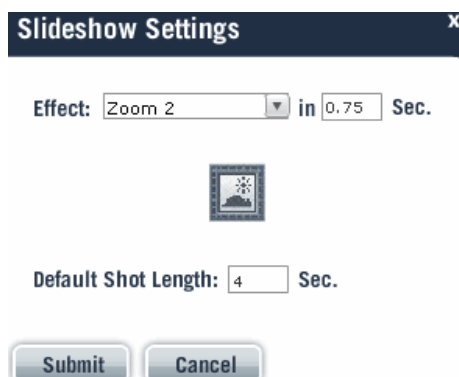 Slideshow Settings x
Effect: Zoom 2 in 0.75 Sec.
Default Shot Length: 4 Sec.
Submit Cancel